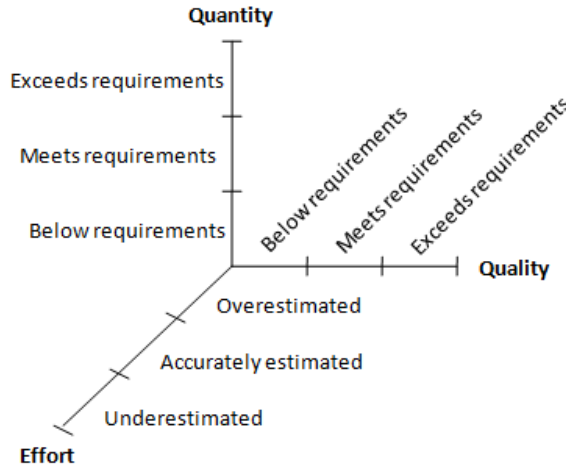 Quantity
Exceeds requirements
Meets requirements
Below requirements
Below requirements
Meets requirements
Exceeds requirements
Quality
Overestimated
Accurately estimated
Underestimated
Effort